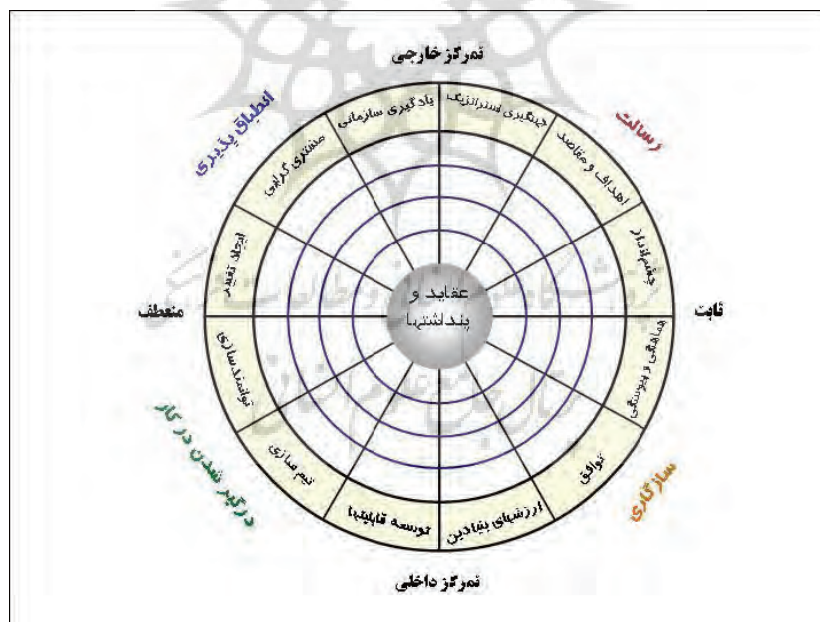 تمرکز خارجی
انطباق پذیری
رسالت
یادگیری سازمانی
جهتگیری استراتژیک
مشتری گرایی
اهداف و مقاصد
ایجاد تغییر
چشم‌انداز
منعطف
عقاید و
پنداشتها
ثابت
توانمندسازی
هماهنگی و پیوستگی
تیم سازی
توافق
درگیر شدن در کار
سازگاری
توسعه قابلیتها
ارزشهای بنیادین
تمرکز داخلی